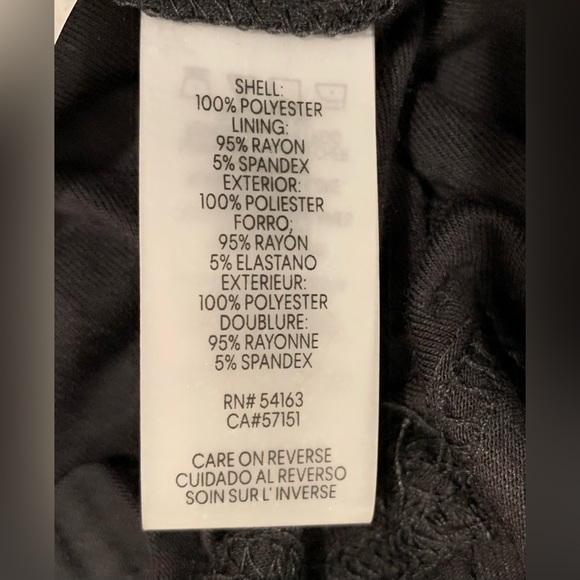 SHELL:
100% POLYESTER
LINING:
95% RAYON
5% SPANDEX
EXTERIOR:
100% POLIESTER
FORRO;
95% RAYÓN
5% ELASTANO
EXTERIEUR:
100% POLYESTER
DOUBLURE:
95% RAYONNE
5% SPANDEX
RN# 54163
CA#57151
CARE ON REVERSE
CUIDADO AL REVERSO
SOIN SUR L' INVERSE